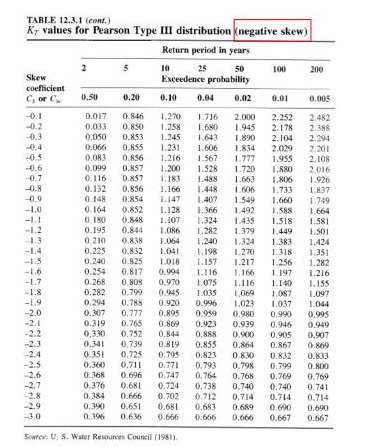 TABLE 12.3.1 (cont.)
K_T values for Pearson Type III distribution (negative skew)
Return period in years
2 5 10 25 50 100 200
Skew Exceedence probability
coefficient
C_s or C_w 0.50 0.20 0.10 0.04 0.02 0.01 0.005
-0.1 0.017 0.846 1.270 1.716 2.000 2.252 2.482
-0.2 0.033 0.850 1.258 1.680 1.945 2.178 2.388
-0.3 0.050 0.853 1.245 1.643 1.890 2.104 2.294
-0.4 0.066 0.855 1.231 1.606 1.834 2.029 2.201
-0.5 0.083 0.856 1.216 1.567 1.777 1.955 2.108
-0.6 0.099 0.857 1.200 1.528 1.720 1.880 2.016
-0.7 0.116 0.857 1.183 1.488 1.663 1.806 1.926
-0.8 0.132 0.856 1.166 1.448 1.606 1.733 1.837
-0.9 0.148 0.854 1.147 1.407 1.549 1.660 1.749
-1.0 0.164 0.852 1.128 1.366 1.492 1.588 1.664
-1.1 0.180 0.848 1.107 1.324 1.435 1.518 1.581
-1.2 0.195 0.844 1.086 1.282 1.379 1.449 1.501
-1.3 0.210 0.838 1.064 1.240 1.324 1.383 1.424
-1.4 0.225 0.832 1.041 1.198 1.270 1.318 1.351
-1.5 0.240 0.825 1.018 1.157 1.217 1.256 1.282
-1.6 0.254 0.817 0.994 1.116 1.166 1.197 1.216
-1.7 0.268 0.808 0.970 1.075 1.116 1.140 1.155
-1.8 0.282 0.799 0.945 1.035 1.069 1.087 1.097
-1.9 0.294 0.788 0.920 0.996 1.023 1.037 1.044
-2.0 0.307 0.777 0.895 0.959 0.980 0.990 0.995
-2.1 0.319 0.765 0.869 0.923 0.939 0.946 0.949
-2.2 0.330 0.752 0.844 0.888 0.900 0.905 0.907
-2.3 0.341 0.739 0.819 0.855 0.864 0.867 0.869
-2.4 0.351 0.725 0.795 0.823 0.830 0.832 0.833
-2.5 0.360 0.711 0.771 0.793 0.798 0.799 0.800
-2.6 0.368 0.696 0.747 0.764 0.768 0.769 0.769
-2.7 0.376 0.681 0.724 0.738 0.740 0.740 0.741
-2.8 0.384 0.666 0.702 0.712 0.714 0.714 0.714
-2.9 0.390 0.651 0.681 0.683 0.689 0.690 0.690
-3.0 0.396 0.636 0.666 0.666 0.666 0.667 0.667
Source: U. S. Water Resources Council (1981).